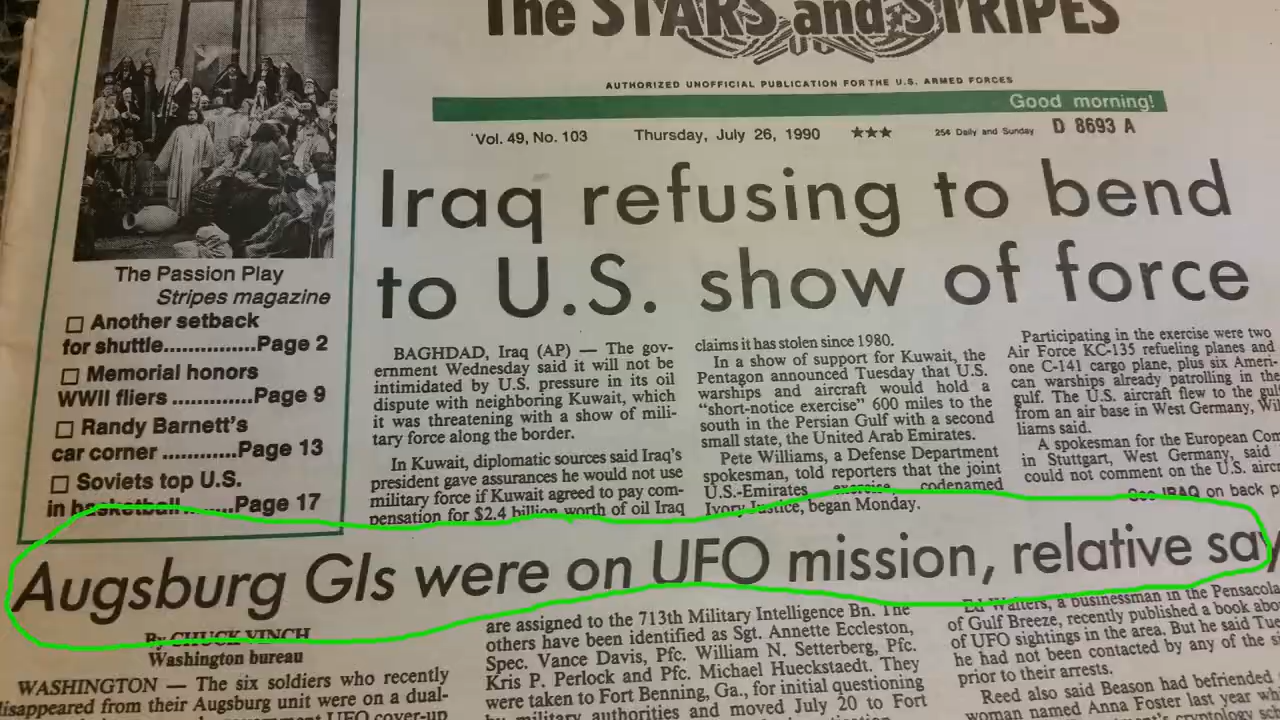 The STARS and STRIPES
AUTHORIZED UNOFFICIAL PUBLICATION FOR THE U.S. ARMED FORCES
Good morning!
Vol. 49, No. 103 Thursday, July 26, 1990 ★★★ 25¢ Daily and Sunday D 8693 A
The Passion Play
Stripes magazine
☐ Another setback
for shuttle...............Page 2
☐ Memorial honors
WWII fliers .............Page 9
☐ Randy Barnett's
car corner ............Page 13
☐ Soviets top U.S.
in basketball........Page 17
Iraq refusing to bend
to U.S. show of force
BAGHDAD, Iraq (AP) — The gov-
ernment Wednesday said it will not be
intimidated by U.S. pressure in its oil
dispute with neighboring Kuwait, which
it was threatening with a show of mili-
tary force along the border.
In Kuwait, diplomatic sources said Iraq's
president gave assurances he would not use
military force if Kuwait agreed to pay com-
pensation for $2.4 billion worth of oil Iraq
claims it has stolen since 1980.
In a show of support for Kuwait, the
Pentagon announced Tuesday that U.S.
warships and aircraft would hold a
"short-notice exercise" 600 miles to the
south in the Persian Gulf with a second
small state, the United Arab Emirates.
Pete Williams, a Defense Department
spokesman, told reporters that the joint
U.S.-Emirates exercise, codenamed
Ivory Justice, began Monday.
Participating in the exercise were two
Air Force KC-135 refueling planes and
one C-141 cargo plane, plus six Ameri-
can warships already patrolling in the
gulf. The U.S. aircraft flew to the gulf
from an air base in West Germany, Wil
liams said.
A spokesman for the European Com
in Stuttgart, West Germany, said
could not comment on the U.S. airc
See IRAQ on back p
Augsburg GIs were on UFO mission, relative say
By CHUCK VINCH
Washington bureau
WASHINGTON — The six soldiers who recently
disappeared from their Augsburg unit were on a dual-
government UFO cover-up
are assigned to the 713th Military Intelligence Bn. The
others have been identified as Sgt. Annette Eccleston,
Spec. Vance Davis, Pfc. William N. Setterberg, Pfc.
Kris P. Perlock and Pfc. Michael Hueckstaedt. They
were taken to Fort Benning, Ga., for initial questioning
by military authorities and moved July 20 to Fort
Ed Walters, a businessman in the Pensacola
of Gulf Breeze, recently published a book abo
of UFO sightings in the area. But he said Tue
he had not been contacted by any of the s
prior to their arrests.
Reed also said Beason had befriended
woman named Anna Foster last year wh